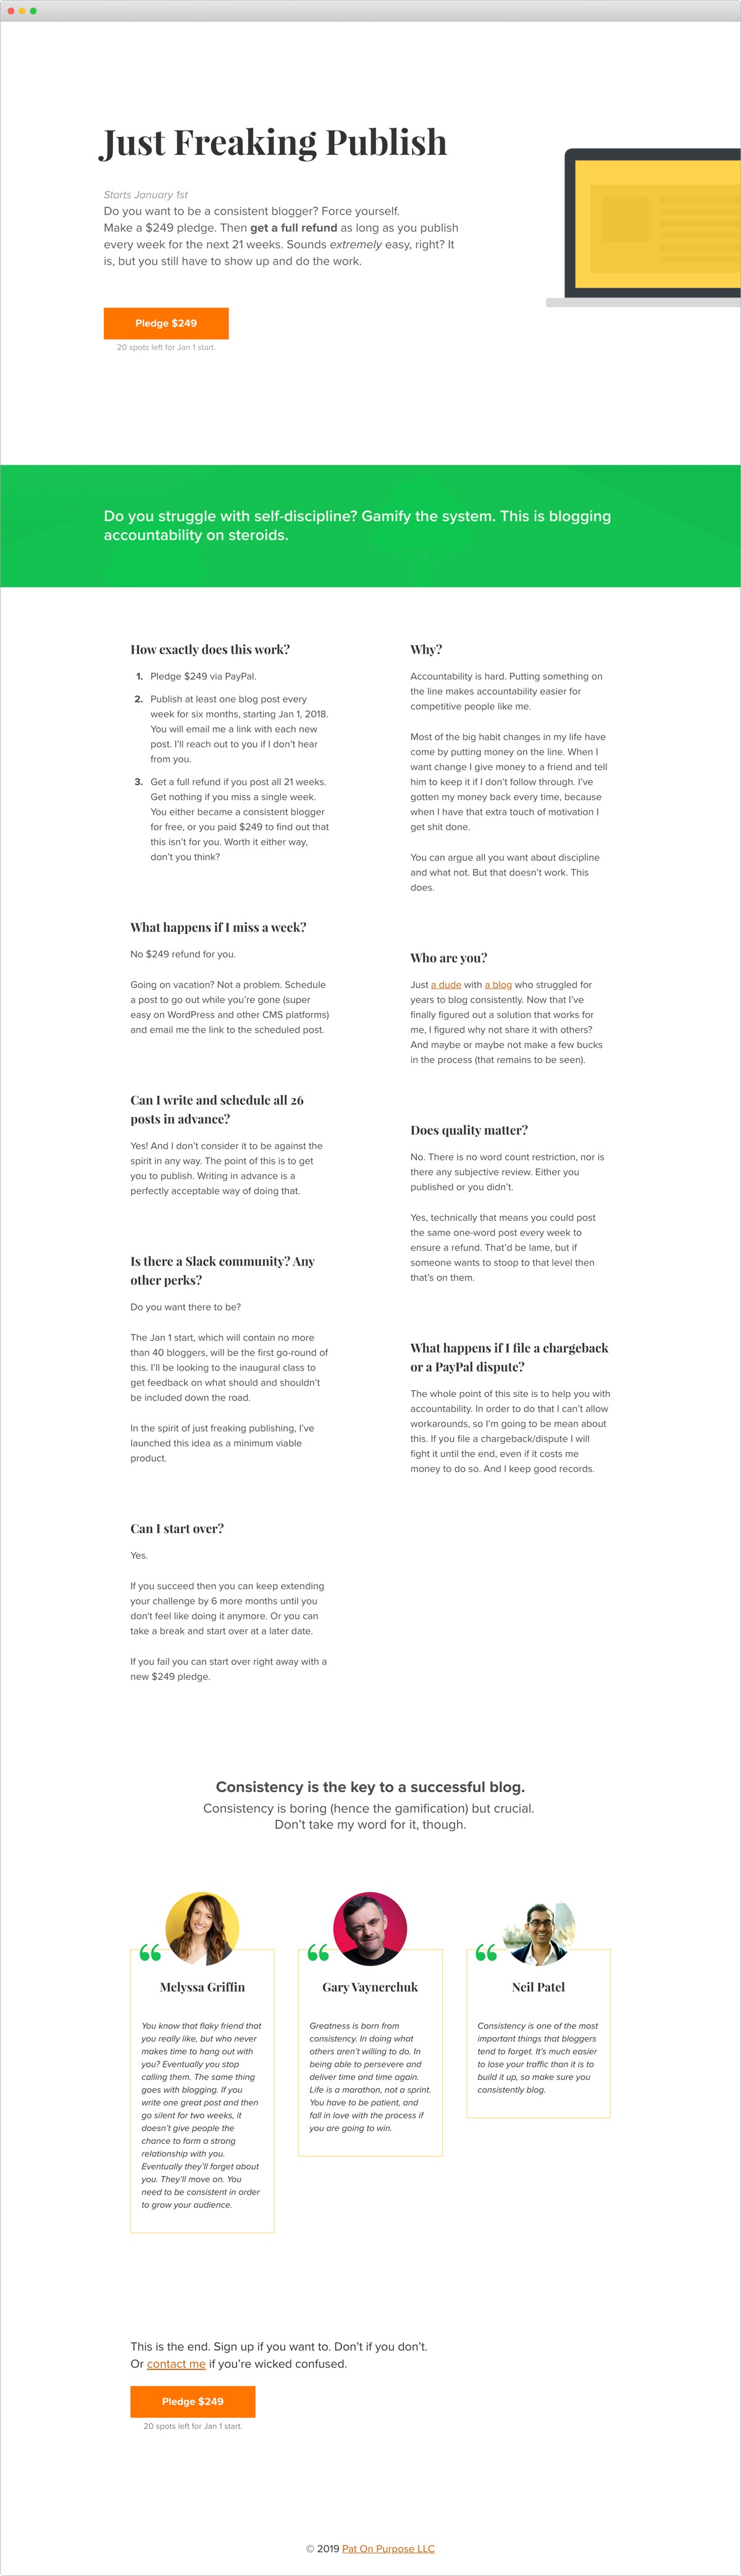 Just Freaking Publish
Starts January 1st
Do you want to be a consistent blogger? Force yourself.
Make a $249 pledge. Then get a full refund as long as you publish
every week for the next 21 weeks. Sounds extremely easy, right? It
is, but you still have to show up and do the work.
Pledge $249
20 spots left for Jan 1 start.
Do you struggle with self-discipline? Gamify the system. This is blogging
accountability on steroids.
How exactly does this work?
1. Pledge $249 via PayPal.
2. Publish at least one blog post every
week for six months, starting Jan 1, 2018.
You will email me a link with each new
post. I'll reach out to you if I don't hear
from you.
3. Get a full refund if you post all 21 weeks.
Get nothing if you miss a single week.
You either became a consistent blogger
for free, or you paid $249 to find out that
this isn't for you. Worth it either way,
don't you think?
What happens if I miss a week?
No $249 refund for you.
Going on vacation? Not a problem. Schedule
a post to go out while you're gone (super
easy on WordPress and other CMS platforms)
and email me the link to the scheduled post.
Can I write and schedule all 26
posts in advance?
Yes! And I don't consider it to be against the
spirit in any way. The point of this is to get
you to publish. Writing in advance is a
perfectly acceptable way of doing that.
Is there a Slack community? Any
other perks?
Do you want there to be?
The Jan 1 start, which will contain no more
than 40 bloggers, will be the first go-round of
this. I'll be looking to the inaugural class to
get feedback on what should and shouldn't
be included down the road.
In the spirit of just freaking publishing, I've
launched this idea as a minimum viable
product.
Can I start over?
Yes.
If you succeed then you can keep extending
your challenge by 6 more months until you
don't feel like doing it anymore. Or you can
take a break and start over at a later date.
If you fail you can start over right away with a
new $249 pledge.
Why?
Accountability is hard. Putting something on
the line makes accountability easier for
competitive people like me.
Most of the big habit changes in my life have
come by putting money on the line. When I
want change I give money to a friend and tell
him to keep it if I don't follow through. I've
gotten my money back every time, because
when I have that extra touch of motivation I
get shit done.
You can argue all you want about discipline
and what not. But that doesn't work. This
does.
Who are you?
Just a dude with a blog who struggled for
years to blog consistently. Now that I've
finally figured out a solution that works for
me, I figured why not share it with others?
And maybe or maybe not make a few bucks
in the process (that remains to be seen).
Does quality matter?
No. There is no word count restriction, nor is
there any subjective review. Either you
published or you didn't.
Yes, technically that means you could post
the same one-word post every week to
ensure a refund. That'd be lame, but if
someone wants to stoop to that level then
that's on them.
What happens if I file a chargeback
or a PayPal dispute?
The whole point of this site is to help you with
accountability. In order to do that I can't allow
workarounds, so I'm going to be mean about
this. If you file a chargeback/dispute I will
fight it until the end, even if it costs me
money to do so. And I keep good records.
Consistency is the key to a successful blog.
Consistency is boring (hence the gamification) but crucial.
Don't take my word for it, though.
Melyssa Griffin
You know that flaky friend that
you really like, but who never
makes time to hang out with
you? Eventually you stop
calling them. The same thing
goes with blogging. If you
write one great post and then
go silent for two weeks, it
doesn't give people the
chance to form a strong
relationship with you.
Eventually they'll forget about
you. They'll move on. You
need to be consistent in order
to grow your audience.
Gary Vaynerchuk
Greatness is born from
consistency. In doing what
others aren't willing to do. In
being able to persevere and
deliver time and time again.
Life is a marathon, not a sprint.
You have to be patient, and
fall in love with the process if
you are going to win.
Neil Patel
Consistency is one of the most
important things that bloggers
tend to forget. It's much easier
to lose your traffic than it is to
build it up, so make sure you
consistently blog.
This is the end. Sign up if you want to. Don't if you don't.
Or contact me if you're wicked confused.
Pledge $249
20 spots left for Jan 1 start.
© 2019 Pat On Purpose LLC